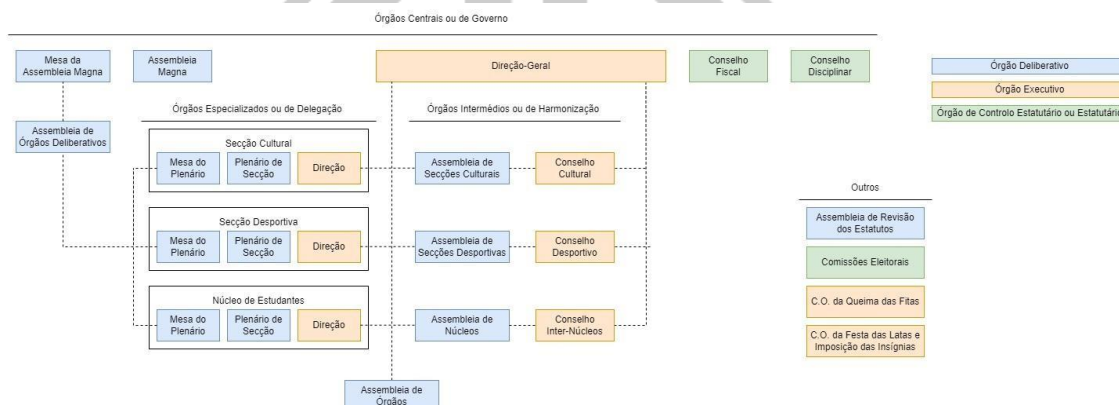 Órgãos Centrais ou de Governo
Mesa da
Assembleia Magna
Assembleia
Magna
Direção-Geral
Conselho
Fiscal
Conselho
Disciplinar
Órgão Deliberativo
Órgão Executivo
Órgão de Controlo Estatutário ou Estatutário
Órgãos Especializados ou de Delegação
Órgãos Intermédios ou de Harmonização
Assembleia de
Órgãos Deliberativos
Secção Cultural
Mesa do
Plenário
Plenário de
Secção
Direção
Assembleia de
Secções Culturais
Conselho
Cultural
Secção Desportiva
Mesa do
Plenário
Plenário de
Secção
Direção
Assembleia de
Secções Desportivas
Conselho
Desportivo
Núcleo de Estudantes
Mesa do
Plenário
Plenário de
Secção
Direção
Assembleia de
Núcleos
Conselho
Inter-Núcleos
Assembleia de
Órgãos
Outros
Assembleia de Revisão
dos Estatutos
Comissões Eleitorais
C.O. da Queima das Fitas
C.O. da Festa das Latas e
Imposição das Insígnias